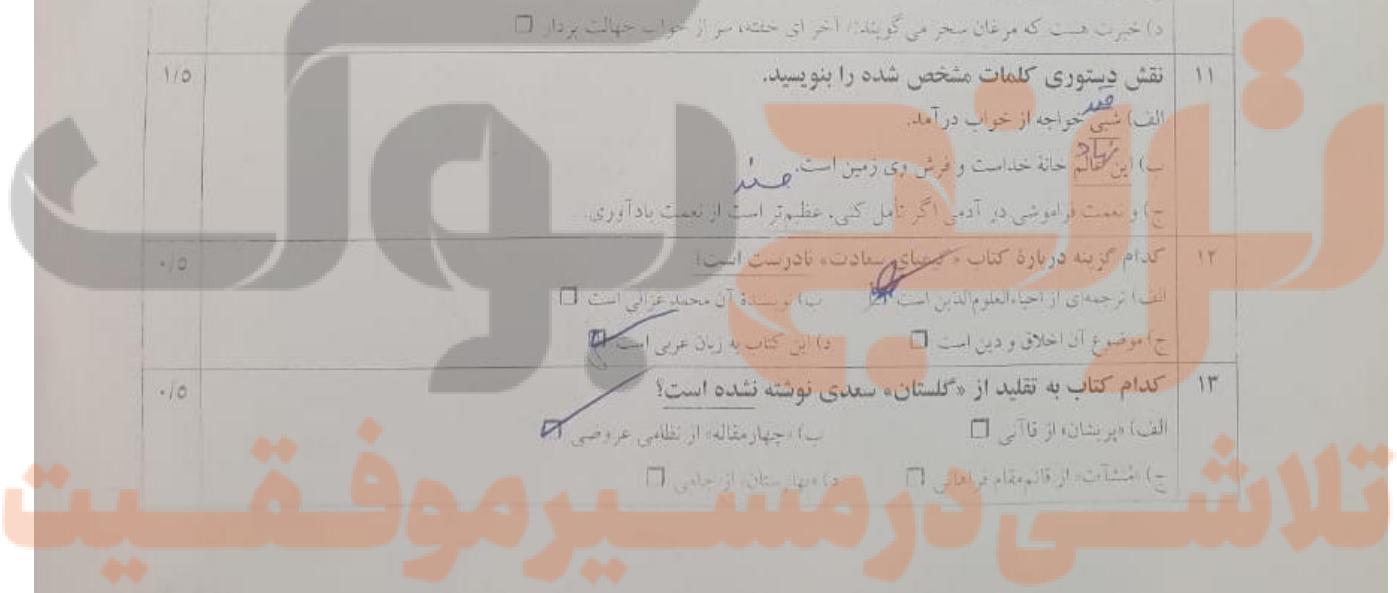 د) خبرت هست که مرغان سحر می گویند:/ آخر ای خفته، سر از خواب جهالت بردار
۱۱ نقش دستوری کلمات مشخص شده را بنویسید. ۱/۵
قید
الف) شبی خواجه از خواب درآمد.
نهاد
ب) این عالم خانهٔ خداست و فرش وی زمین است.
مسند
ج) و نعمت فراموشی در آدمی اگر تأمل کنی، عظیم‌تر است از نعمت یادآوری.
۱۲ کدام گزینه دربارهٔ کتاب «کیمیای سعادت» نادرست است؟ ۰/۵
الف) ترجمه‌ای از احیاءالعلوم‌الدین است ب) نویسندهٔ آن محمد غزالی است
ج) موضوع آن اخلاق و دین است د) این کتاب به زبان عربی است
۱۳ کدام کتاب به تقلید از «گلستان» سعدی نوشته نشده است؟ ۰/۵
الف) «پریشان» از قاآنی ب) «چهارمقاله» از نظامی عروضی
ج) «منشآت» از قائم‌مقام فراهانی د) «بهارستان» از جامی
ترنج بوک
تلاشی در مسیر موفقیت